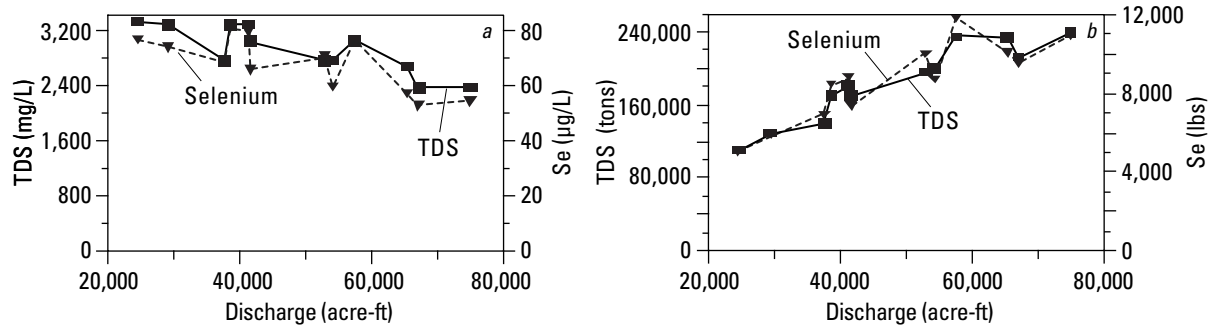 a
TDS (mg/L)
3,200
2,400
1,600
800
0
Selenium
TDS
80
60
40
20
0
Se (µg/L)
20,000 40,000 60,000 80,000
Discharge (acre-ft)
b
TDS (tons)
240,000
160,000
80,000
0
Selenium
TDS
12,000
8,000
4,000
0
Se (lbs)
20,000 40,000 60,000 80,000
Discharge (acre-ft)